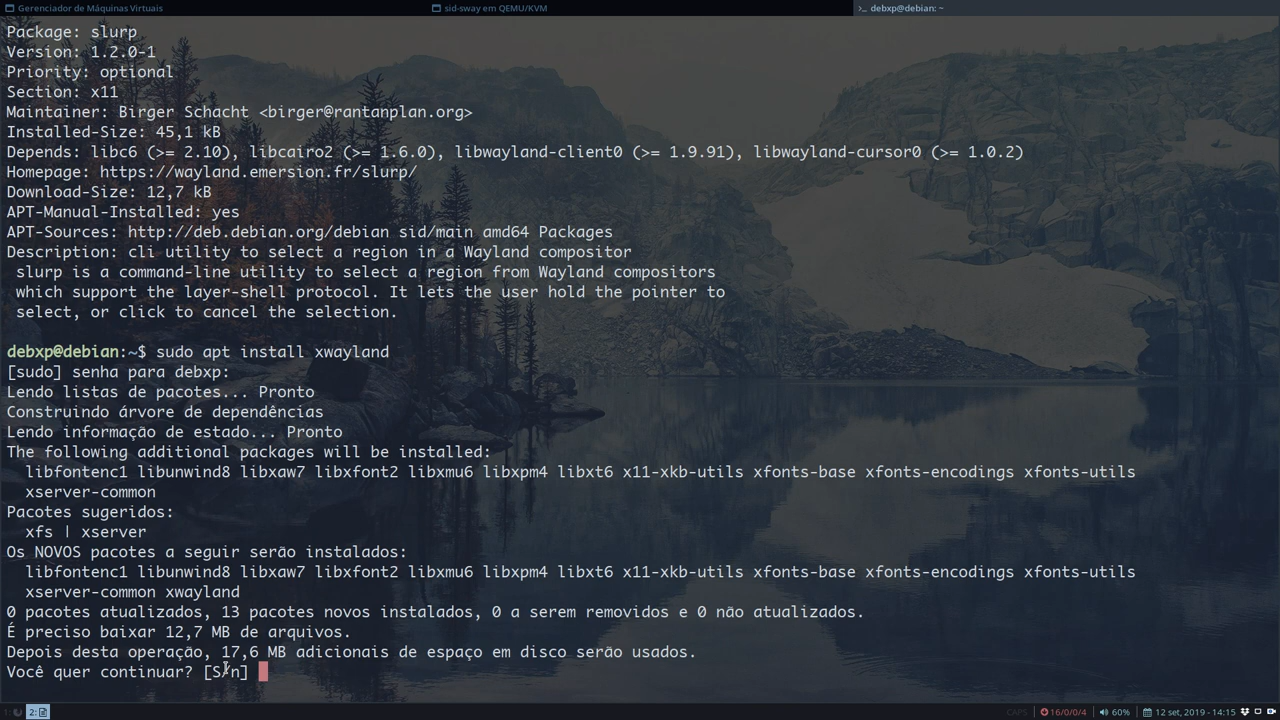 Gerenciador de Máquinas Virtuais
sid-sway em QEMU/KVM
debxp@debian: ~
Package: slurp
Version: 1.2.0-1
Priority: optional
Section: x11
Maintainer: Birger Schacht <birger@rantanplan.org>
Installed-Size: 45,1 kB
Depends: libc6 (>= 2.10), libcairo2 (>= 1.6.0), libwayland-client0 (>= 1.9.91), libwayland-cursor0 (>= 1.0.2)
Homepage: https://wayland.emersion.fr/slurp/
Download-Size: 12,7 kB
APT-Manual-Installed: yes
APT-Sources: http://deb.debian.org/debian sid/main amd64 Packages
Description: cli utility to select a region in a Wayland compositor
 slurp is a command-line utility to select a region from Wayland compositors
 which support the layer-shell protocol. It lets the user hold the pointer to
 select, or click to cancel the selection.
debxp@debian:~$ sudo apt install xwayland
[sudo] senha para debxp:
Lendo listas de pacotes... Pronto
Construindo árvore de dependências
Lendo informação de estado... Pronto
The following additional packages will be installed:
  libfontenc1 libunwind8 libxaw7 libxfont2 libxmu6 libxpm4 libxt6 x11-xkb-utils xfonts-base xfonts-encodings xfonts-utils
  xserver-common
Pacotes sugeridos:
  xfs | xserver
Os NOVOS pacotes a seguir serão instalados:
  libfontenc1 libunwind8 libxaw7 libxfont2 libxmu6 libxpm4 libxt6 x11-xkb-utils xfonts-base xfonts-encodings xfonts-utils
  xserver-common xwayland
0 pacotes atualizados, 13 pacotes novos instalados, 0 a serem removidos e 0 não atualizados.
É preciso baixar 12,7 MB de arquivos.
Depois desta operação, 17,6 MB adicionais de espaço em disco serão usados.
Você quer continuar? [S/n]
1: 2: CAPS 16/0/0/4 60% 12 set, 2019 - 14:15